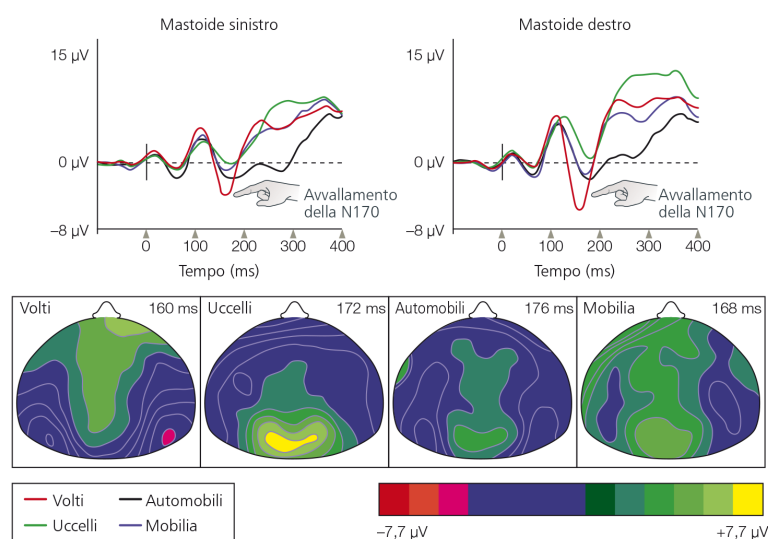 Mastoide sinistro
15 µV
0 µV
–8 µV
Avvallamento
della N170
0 100 200 300 400
Tempo (ms)
Mastoide destro
15 µV
0 µV
–8 µV
Avvallamento
della N170
0 100 200 300 400
Tempo (ms)
Volti 160 ms
Uccelli 172 ms
Automobili 176 ms
Mobilia 168 ms
Volti Automobili
Uccelli Mobilia
–7,7 µV +7,7 µV